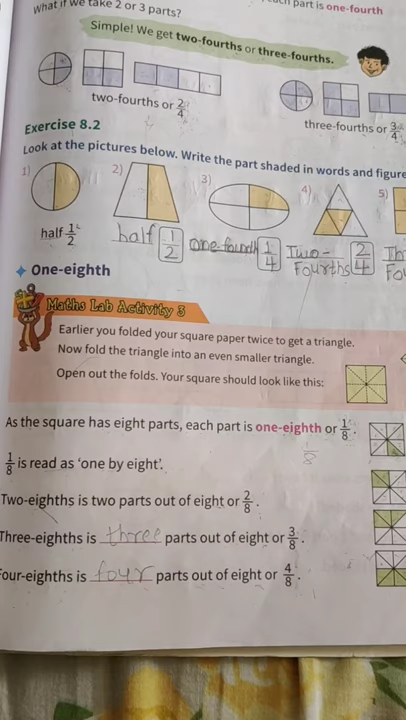 What if we take 2 or 3 parts?
part is one-fourth
Simple! We get two-fourths or three-fourths.
two-fourths or 2/4
three-fourths or 3/4
Exercise 8.2
Look at the pictures below. Write the part shaded in words and figure
1) 2) 3) 4) 5)
half 1/2 half 1/2 one-fourth 1/4 Two-Fourths 2/4
One-eighth
Maths Lab Activity 3
Earlier you folded your square paper twice to get a triangle.
Now fold the triangle into an even smaller triangle.
Open out the folds. Your square should look like this:
As the square has eight parts, each part is one-eighth or 1/8.
1/8 is read as 'one by eight'.
Two-eighths is two parts out of eight or 2/8.
Three-eighths is three parts out of eight or 3/8.
Four-eighths is four parts out of eight or 4/8.